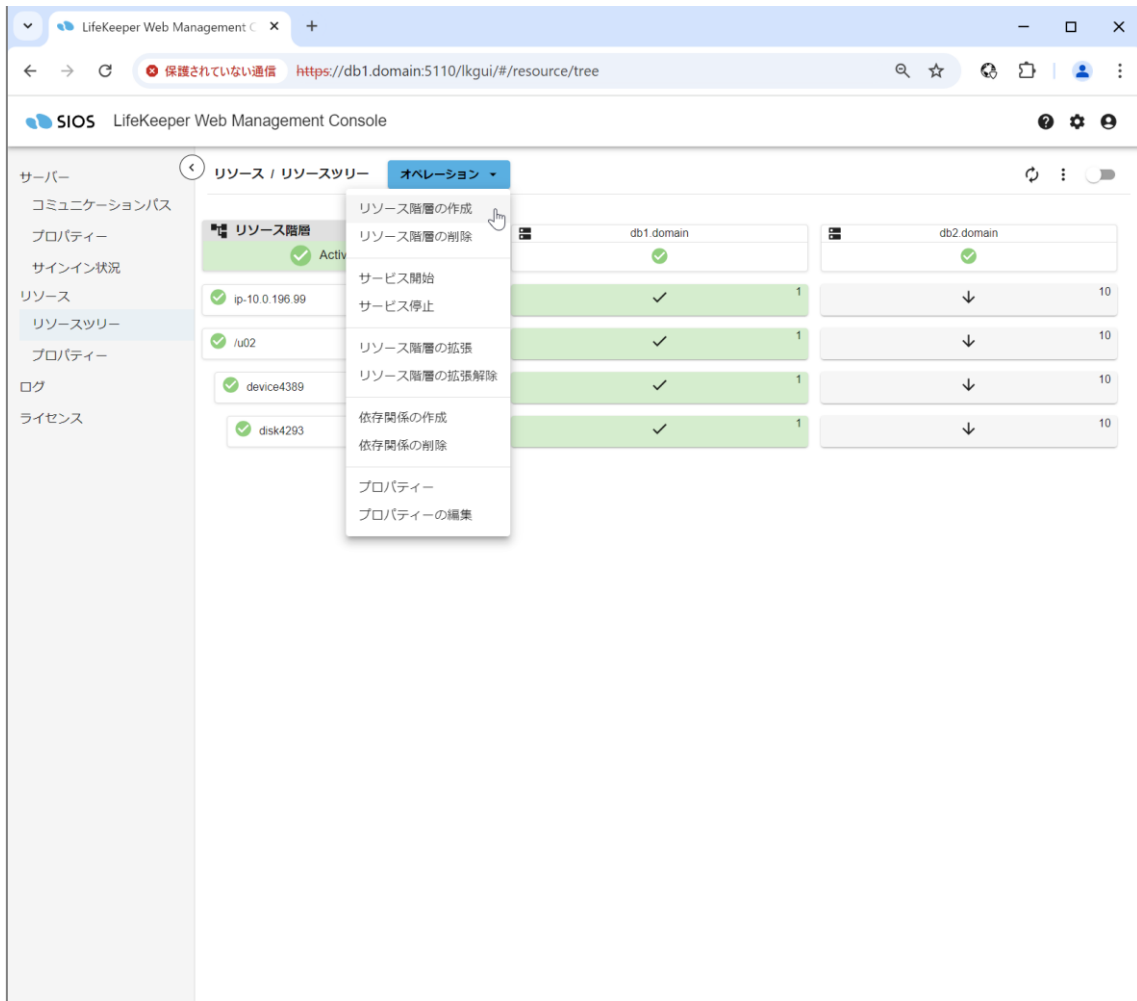 LifeKeeper Web Management C
保護されていない通信 https://db1.domain:5110/lkgui/#/resource/tree
SIOS LifeKeeper Web Management Console
サーバー
コミュニケーションパス
プロパティー
サインイン状況
リソース
リソースツリー
プロパティー
ログ
ライセンス
リソース / リソースツリー オペレーション
リソース階層の作成
リソース階層の削除
サービス開始
サービス停止
リソース階層の拡張
リソース階層の拡張解除
依存関係の作成
依存関係の削除
プロパティー
プロパティーの編集
リソース階層 db1.domain db2.domain
Activ
ip-10.0.196.99 1 10
/u02 1 10
device4389 1 10
disk4293 1 10